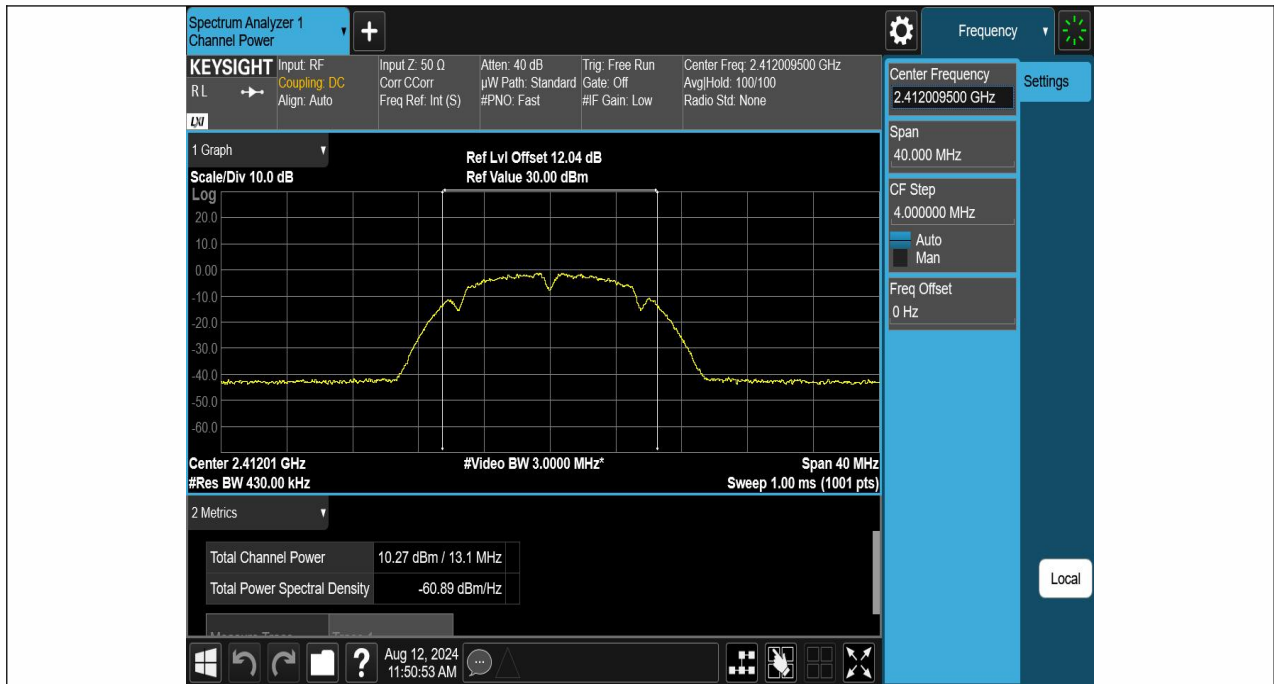 Spectrum Analyzer 1
Channel Power
+
Frequency
KEYSIGHT
RL
LXI
Input: RF
Coupling: DC
Align: Auto
Input Z: 50 Ω
Corr CCorr
Freq Ref: Int (S)
Atten: 40 dB
µW Path: Standard
#PNO: Fast
Trig: Free Run
Gate: Off
#IF Gain: Low
Center Freq: 2.412009500 GHz
Avg|Hold: 100/100
Radio Std: None
Center Frequency
2.412009500 GHz
Settings
Span
40.000 MHz
CF Step
4.000000 MHz
Auto
Man
Freq Offset
0 Hz
Local
1 Graph
Scale/Div 10.0 dB
Ref Lvl Offset 12.04 dB
Ref Value 30.00 dBm
Log
20.0
10.0
0.00
-10.0
-20.0
-30.0
-40.0
-50.0
-60.0
Center 2.41201 GHz
#Video BW 3.0000 MHz*
Span 40 MHz
#Res BW 430.00 kHz
Sweep 1.00 ms (1001 pts)
2 Metrics
Total Channel Power 10.27 dBm / 13.1 MHz
Total Power Spectral Density -60.89 dBm/Hz
?
Aug 12, 2024
11:50:53 AM